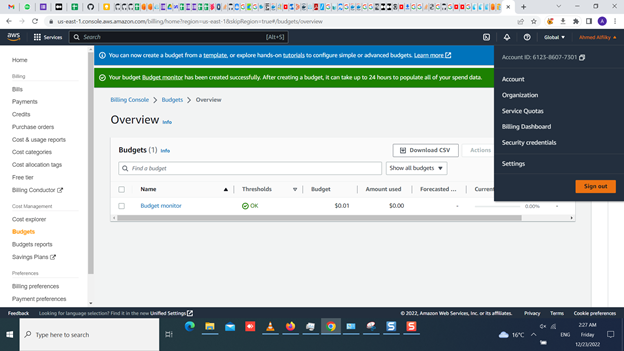 us-east-1.console.aws.amazon.com/billing/home?region=us-east-1&skipRegion=true#/budgets/overview
aws
Services
Search
[Alt+S]
Global
Ahmed Alfiky
You can now create a budget from a template, or explore hands-on tutorials to configure simple or advanced budgets. Learn more
Your budget Budget monitor has been created successfully. After creating a budget, it can take up to 24 hours to populate all of your spend data.
Account ID: 6123-8607-7301
Account
Organization
Service Quotas
Billing Dashboard
Security credentials
Settings
Sign out
Home
Billing
Bills
Payments
Credits
Purchase orders
Cost & usage reports
Cost categories
Cost allocation tags
Free tier
Billing Conductor
Cost Management
Cost explorer
Budgets
Budgets reports
Savings Plans
Preferences
Billing preferences
Payment preferences
Billing Console
Budgets
Overview
Overview
Info
Budgets (1)
Info
Download CSV
Actions
Find a budget
Show all budgets
Name
Thresholds
Budget
Amount used
Forecasted ...
Current
Budget monitor
OK
$0.01
$0.00
-
0.00%
-
Feedback
Looking for language selection? Find it in the new Unified Settings
© 2022, Amazon Web Services, Inc. or its affiliates.
Privacy
Terms
Cookie preferences
Type here to search
16°C
ENG
2:27 AM
Friday
12/23/2022